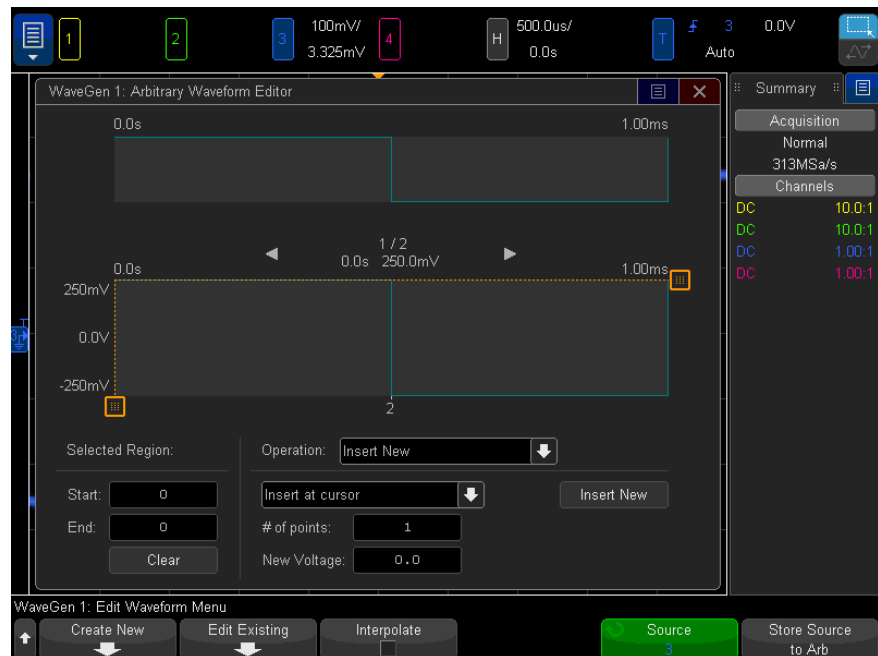 1 2 3 100mV/ 3.325mV 4 H 500.0us/ 0.0s T 3 0.0V Auto
WaveGen 1: Arbitrary Waveform Editor
0.0s 1.00ms
1 / 2
0.0s 250.0mV
0.0s 1.00ms
250mV
0.0V
-250mV
2
Selected Region:
Start: 0
End: 0
Clear
Operation: Insert New
Insert at cursor Insert New
# of points: 1
New Voltage: 0.0
Summary
Acquisition
Normal
313MSa/s
Channels
DC 10.0:1
DC 10.0:1
DC 1.00:1
DC 1.00:1
T
3
WaveGen 1: Edit Waveform Menu
Create New
Edit Existing
Interpolate
Source
3
Store Source
to Arb